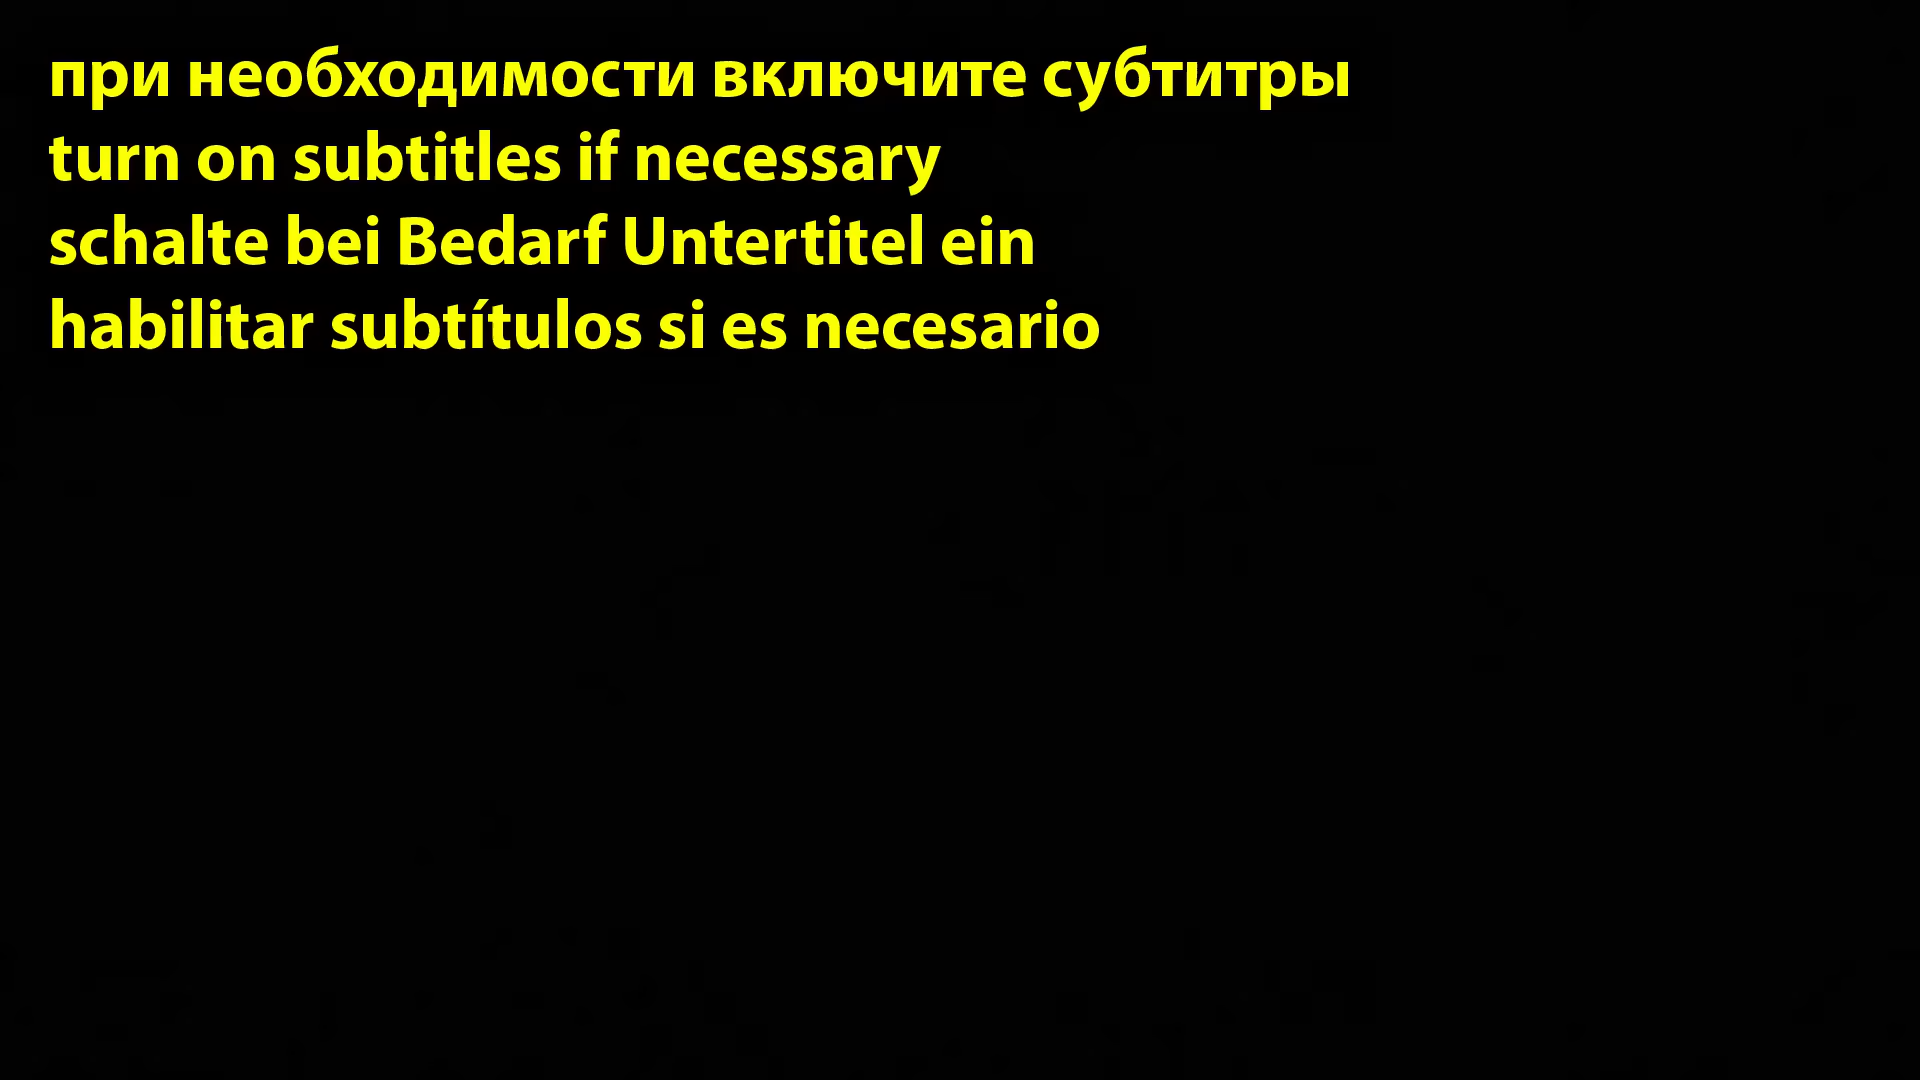 при необходимости включите субтитры
turn on subtitles if necessary
schalte bei Bedarf Untertitel ein
habilitar subtítulos si es necesario